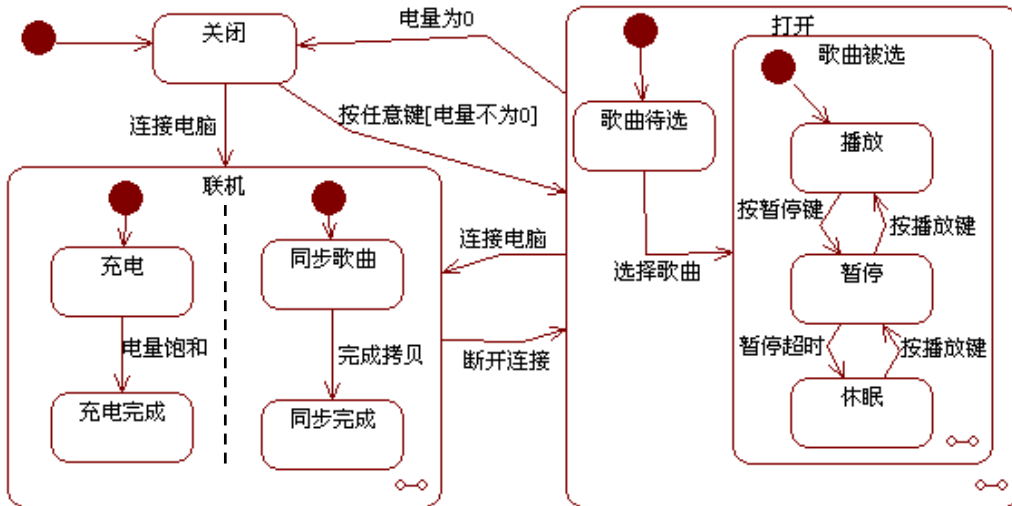 关闭
电量为0
打开
歌曲被选
歌曲待选
按任意键[电量不为0]
连接电脑
播放
联机
按暂停键
按播放键
连接电脑
充电
同步歌曲
选择歌曲
暂停
电量饱和
完成拷贝
断开连接
暂停超时
按播放键
充电完成
同步完成
休眠